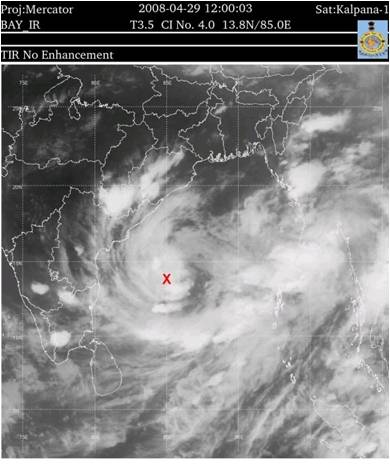 Proj:Mercator 2008-04-29 12:00:03 Sat:Kalpana-1
BAY_IR T3.5 CI No. 4.0 13.8N/85.0E
TIR No Enhancement
X